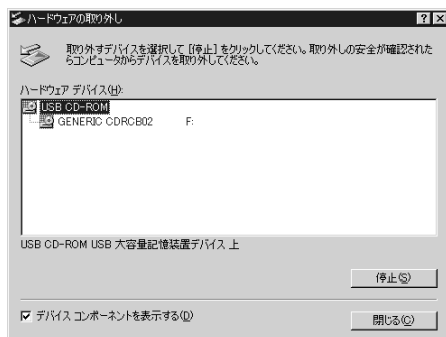 ハードウェアの取り外し
取り外すデバイスを選択して [停止] をクリックしてください。取り外しの安全が確認された
らコンピュータからデバイスを取り外してください。
ハードウェア デバイス(H):
USB CD-ROM
GENERIC CDRCB02 F:
USB CD-ROM USB 大容量記憶装置デバイス 上
停止(S)
デバイス コンポーネントを表示する(D)
閉じる(C)